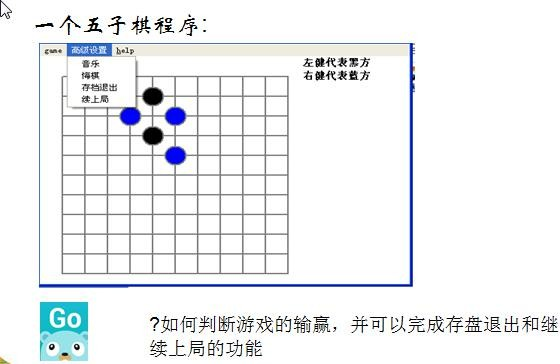 一个五子棋程序:
game 高级设置 help
音乐
悔棋
存档退出
续上局
左健代表黑方
右健代表蓝方
Go
?如何判断游戏的输赢，并可以完成存盘退出和继
续上局的功能